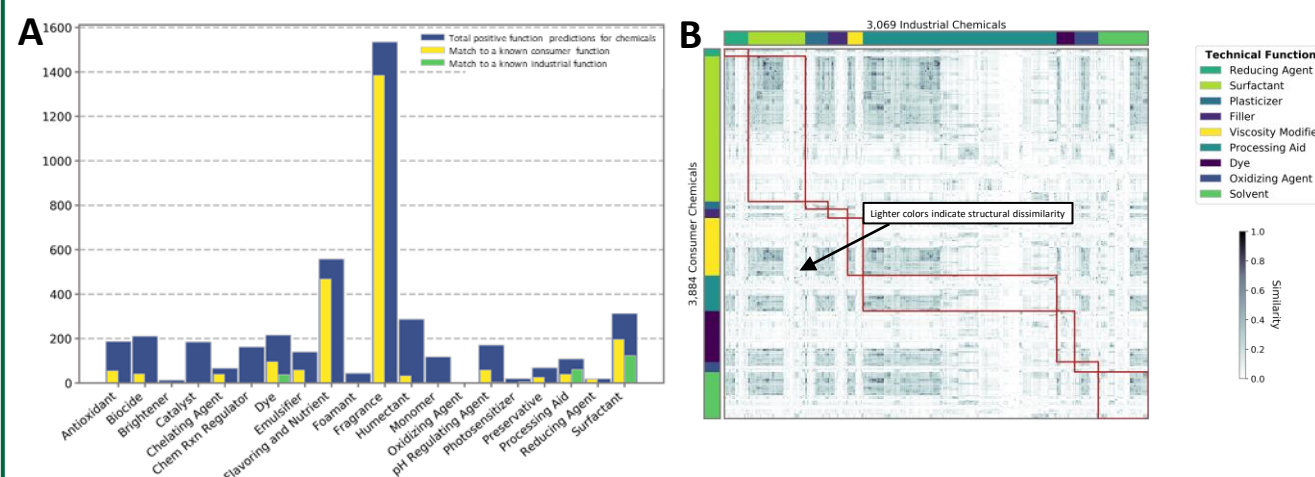 A
1600
1400
1200
1000
800
600
400
200
0
Total positive function predictions for chemicals
Match to a known consumer function
Match to a known industrial function
Antioxidant
Biocide
Brightener
Catalyst
Chelating Agent
Chem Rxn Regulator
Dye
Emulsifier
Flavoring and Nutrient
Foamant
Fragrance
Humectant
Monomer
Oxidizing Agent
pH Regulating Agent
Photosensitizer
Preservative
Processing Aid
Reducing Agent
Surfactant
B
3,069 Industrial Chemicals
3,884 Consumer Chemicals
Lighter colors indicate structural dissimilarity
Technical Function
Reducing Agent
Surfactant
Plasticizer
Filler
Viscosity Modifie
Processing Aid
Dye
Oxidizing Agent
Solvent
1.0
0.8
0.6
0.4
0.2
0.0
Similarity